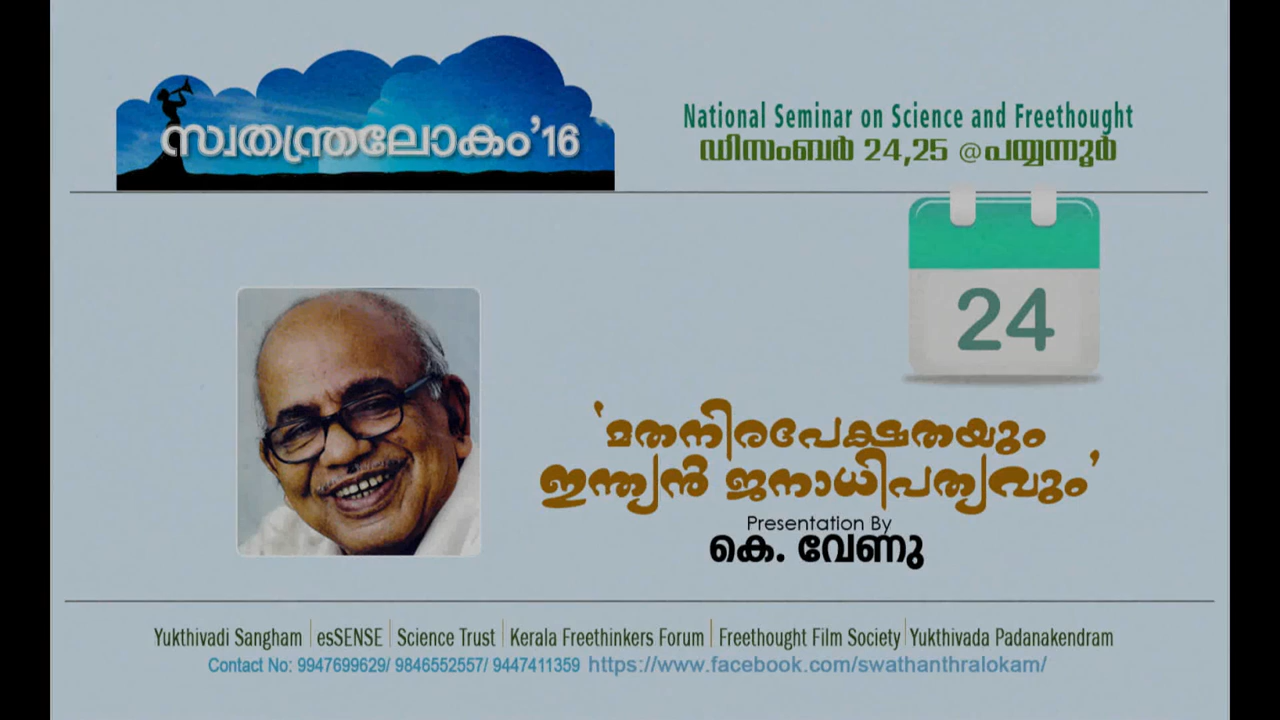 സ്വതന്ത്രലോകം'16
National Seminar on Science and Freethought
ഡിസംബർ 24,25 @പയ്യന്നൂർ
24
'മതനിരപേക്ഷതയും
ഇന്ത്യൻ ജനാധിപത്യവും'
Presentation By
കെ. വേണു
Yukthivadi Sangham | esSENSE | Science Trust | Kerala Freethinkers Forum | Freethought Film Society | Yukthivada Padanakendram
Contact No: 9947699629/ 9846552557/ 9447411359 https://www.facebook.com/swathanthralokam/